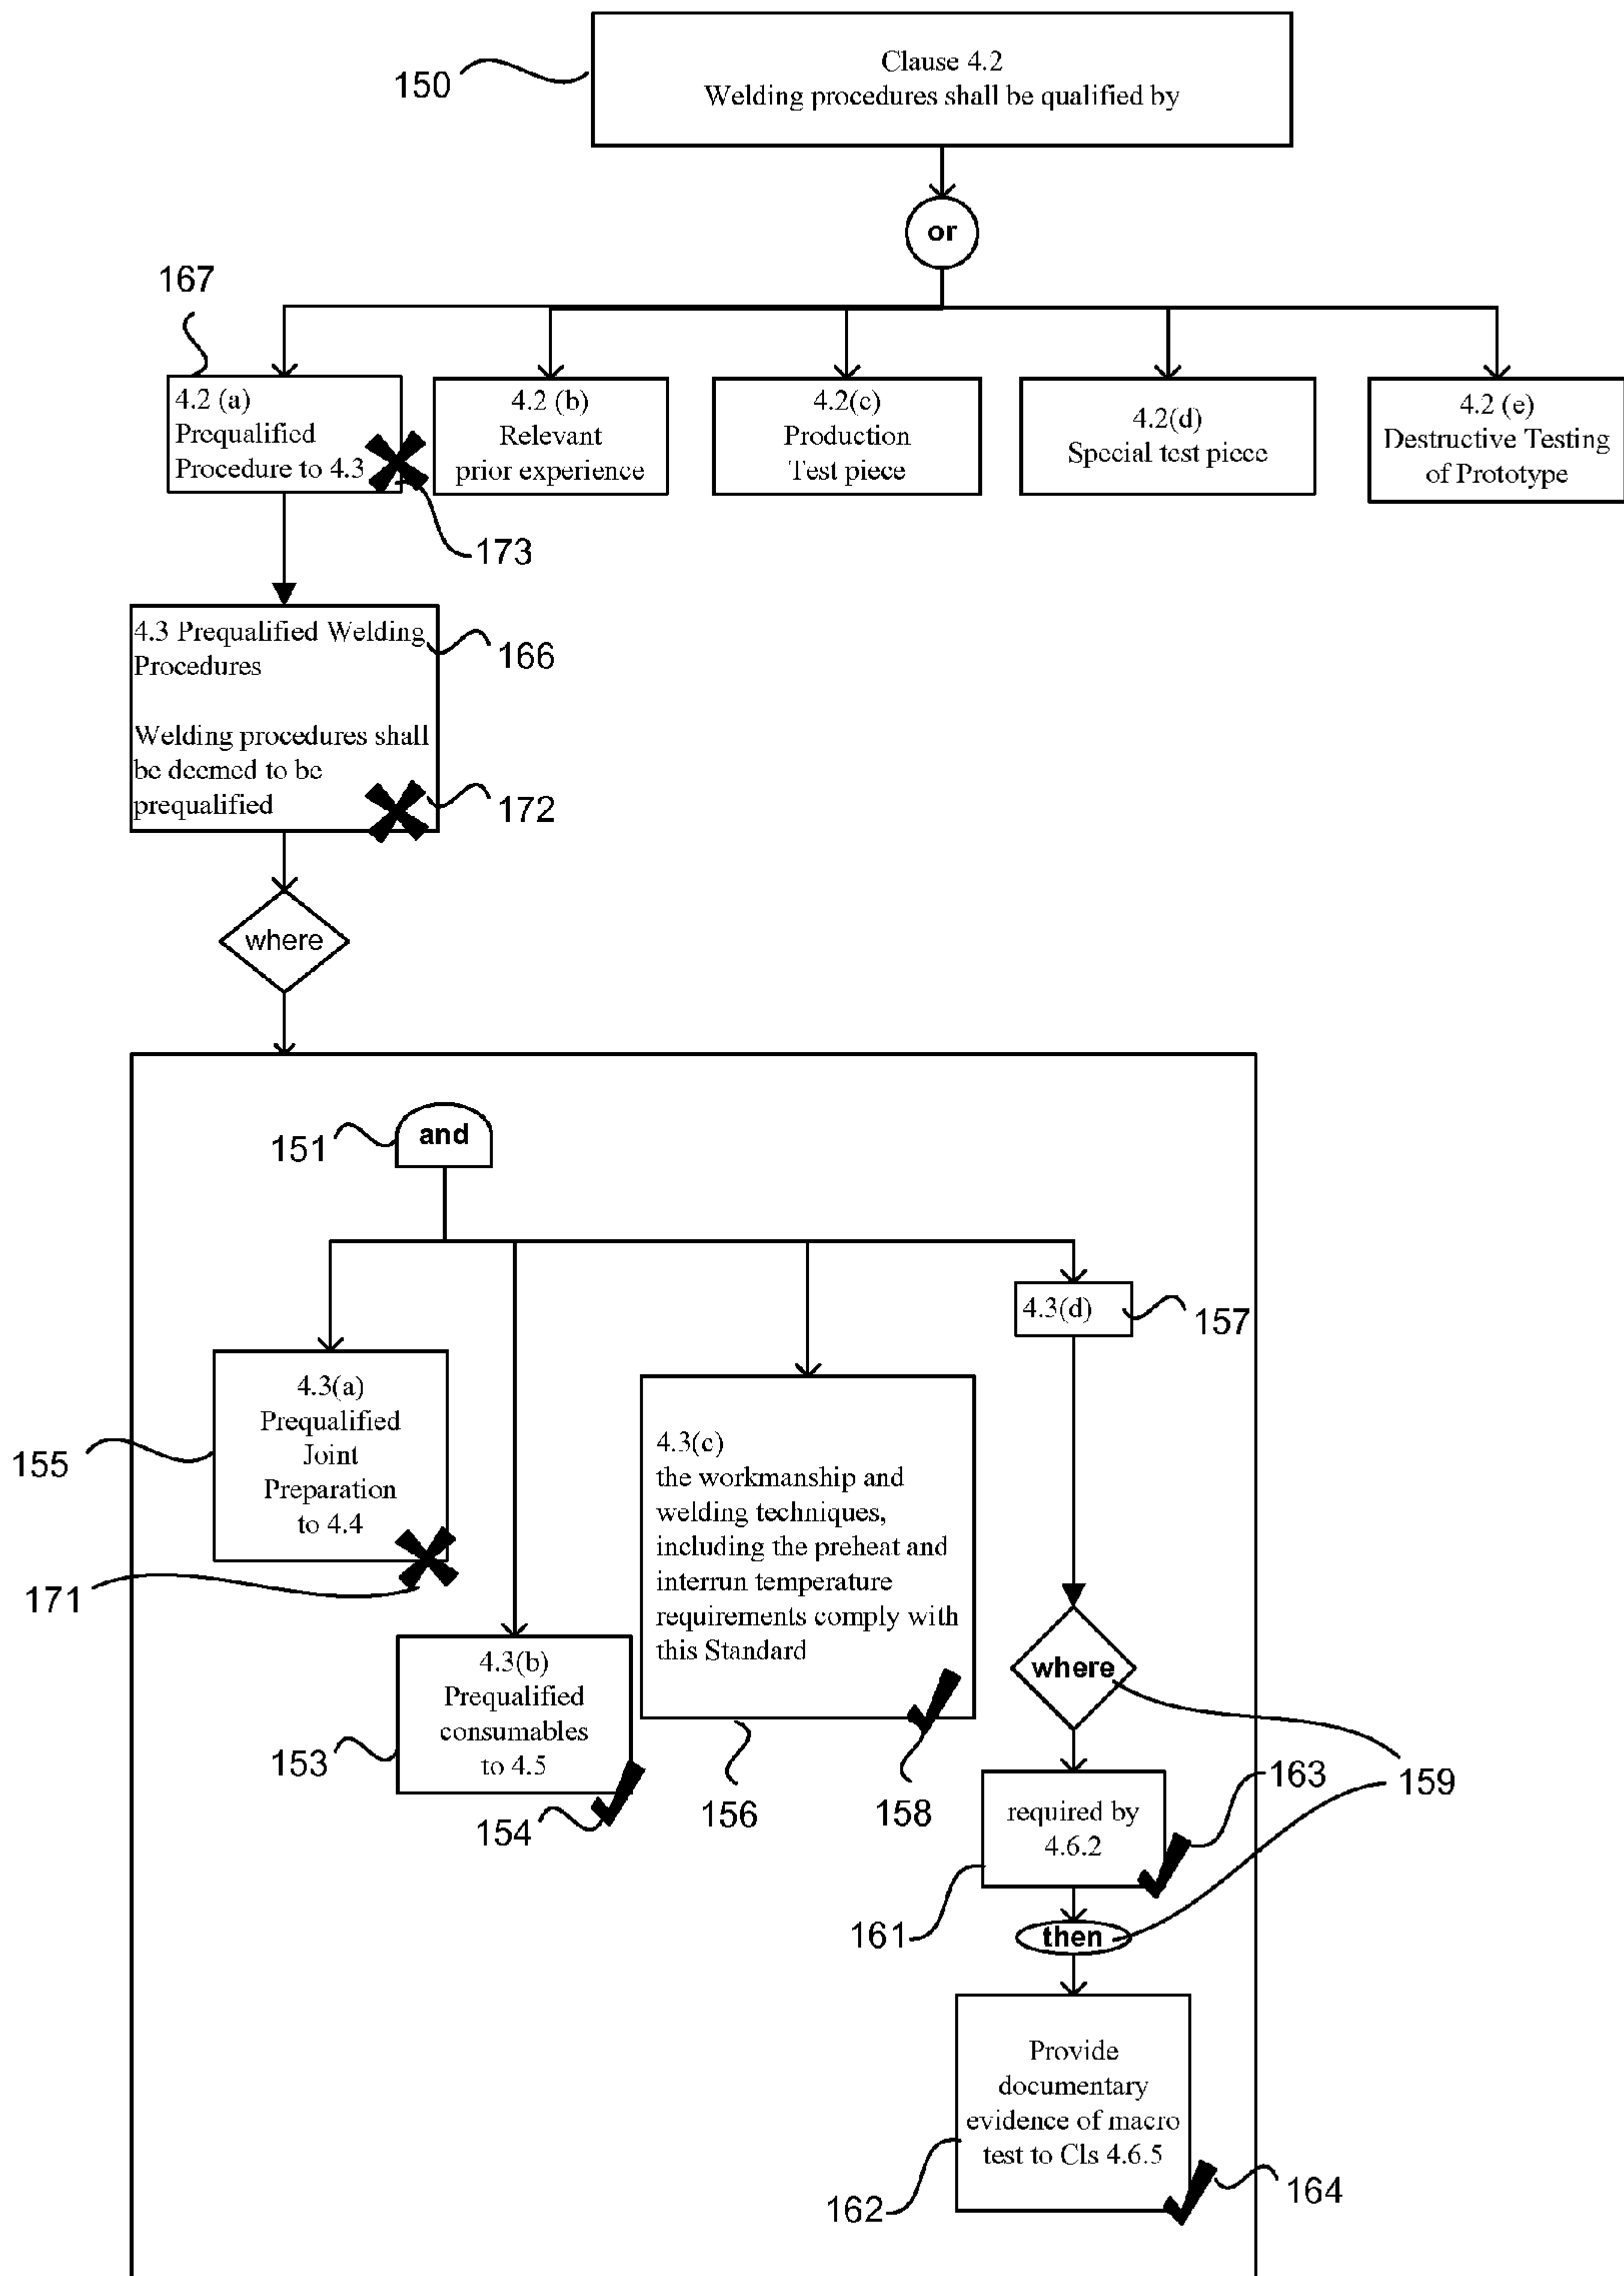 Clause 4.2
Welding procedures shall be qualified by
150
or
167
4.2 (a)
Prequalified
Procedure to 4.3
4.2 (b)
Relevant
prior experience
4.2(c)
Production
Test piece
4.2(d)
Special test piece
4.2 (e)
Destructive Testing
of Prototype
173
4.3 Prequalified Welding
Procedures
Welding procedures shall
be deemed to be
prequalified
166
172
where
151
and
4.3(d)
157
4.3(a)
Prequalified
Joint
Preparation
to 4.4
155
171
4.3(c)
the workmanship and
welding techniques,
including the preheat and
interrun temperature
requirements comply with
this Standard
4.3(b)
Prequalified
consumables
to 4.5
153
154
156
158
where
159
required by
4.6.2
163
161
then
Provide
documentary
evidence of macro
test to Cls 4.6.5
162
164